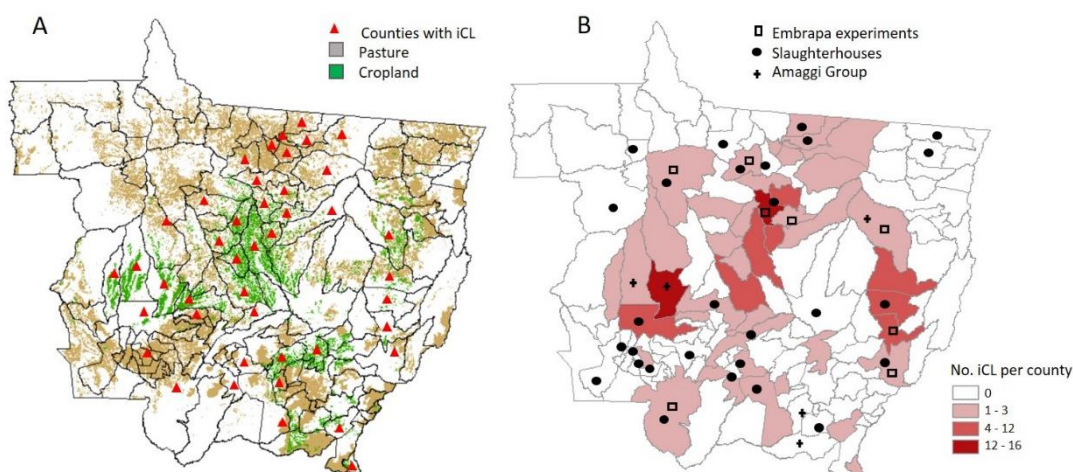 A
Counties with iCL
Pasture
Cropland
B
Embrapa experiments
Slaughterhouses
Amaggi Group
No. iCL per county
0
1 - 3
4 - 12
12 - 16